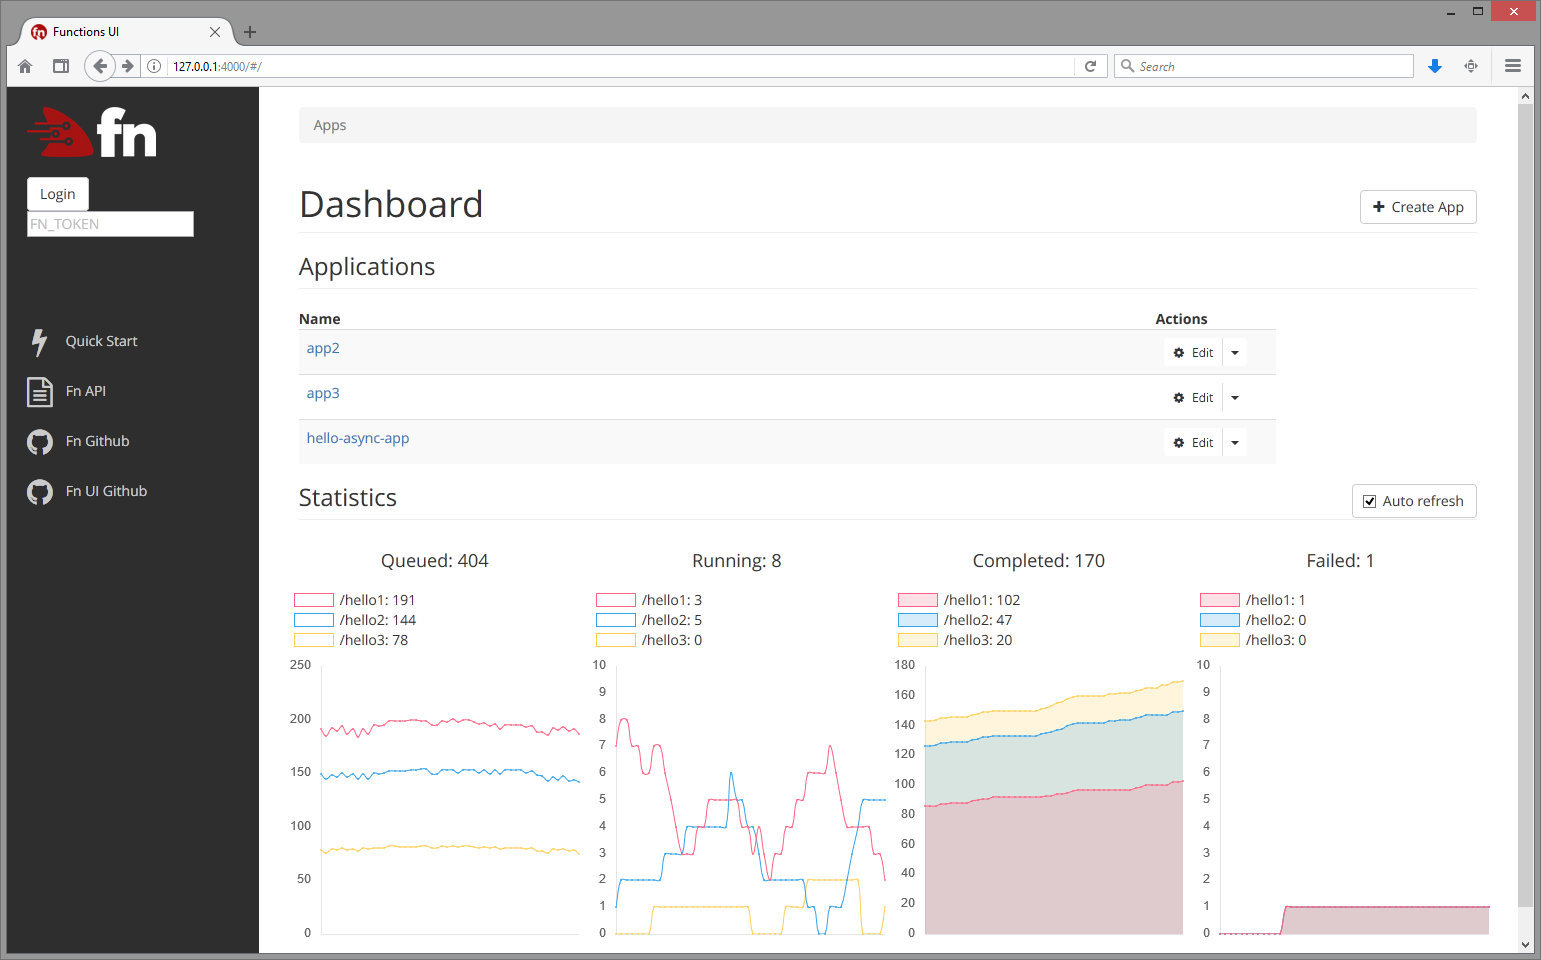 Functions UI
127.0.0.1:4000/#/
Search
fn
Login
FN_TOKEN
Quick Start
Fn API
Fn Github
Fn UI Github
Apps
Dashboard
Create App
Applications
Name Actions
app2 Edit
app3 Edit
hello-async-app Edit
Statistics
Auto refresh
Queued: 404
/hello1: 191
/hello2: 144
/hello3: 78
250
200
150
100
50
0
Running: 8
/hello1: 3
/hello2: 5
/hello3: 0
10
9
8
7
6
5
4
3
2
1
0
Completed: 170
/hello1: 102
/hello2: 47
/hello3: 20
180
160
140
120
100
80
60
40
20
0
Failed: 1
/hello1: 1
/hello2: 0
/hello3: 0
10
9
8
7
6
5
4
3
2
1
0